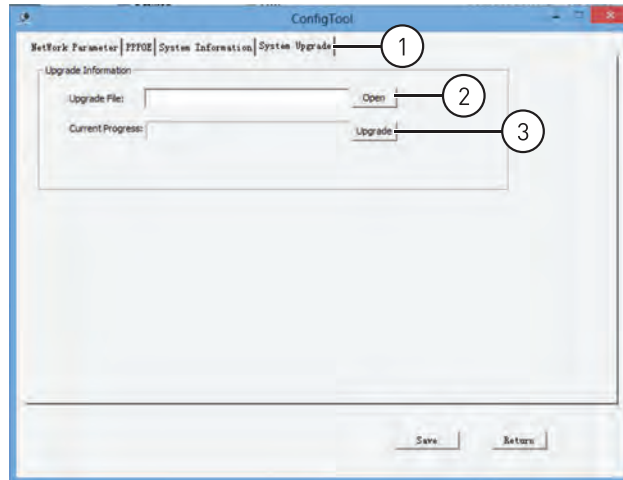 ConfigTool
NetWork Parameter PPPOE System Information System Upgrade 1
Upgrade Information
Upgrade File: Open 2
Current Progress: Upgrade 3
Save Return